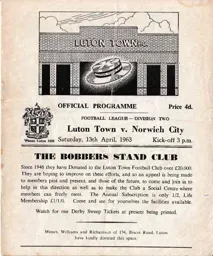 LUTON TOWN F.C.
OFFICIAL PROGRAMME Price 4d.
FOOTBALL LEAGUE — DIVISION TWO
Luton Town v. Norwich City
Saturday, 13th April, 1963 Kick-off 3 p.m.
THE BOBBERS STAND CLUB
Since 1946 they have Donated to the Luton Town Football Club over £20,000.
They are hoping to improve on these efforts, and so an appeal is being made
to members past and present, and those of the future, to come and join in to
help in this direction as well as to make the Club a Social Centre where
members can freely meet. The Annual Subscription is only 1/2, Life
Membership £1/1/0. Come and see for yourselves the facilities available.
Watch for our Derby Sweep Tickets at present being printed.
Messrs. Williams and Richardson of 194, Biscot Road, Luton
have kindly donated this space.